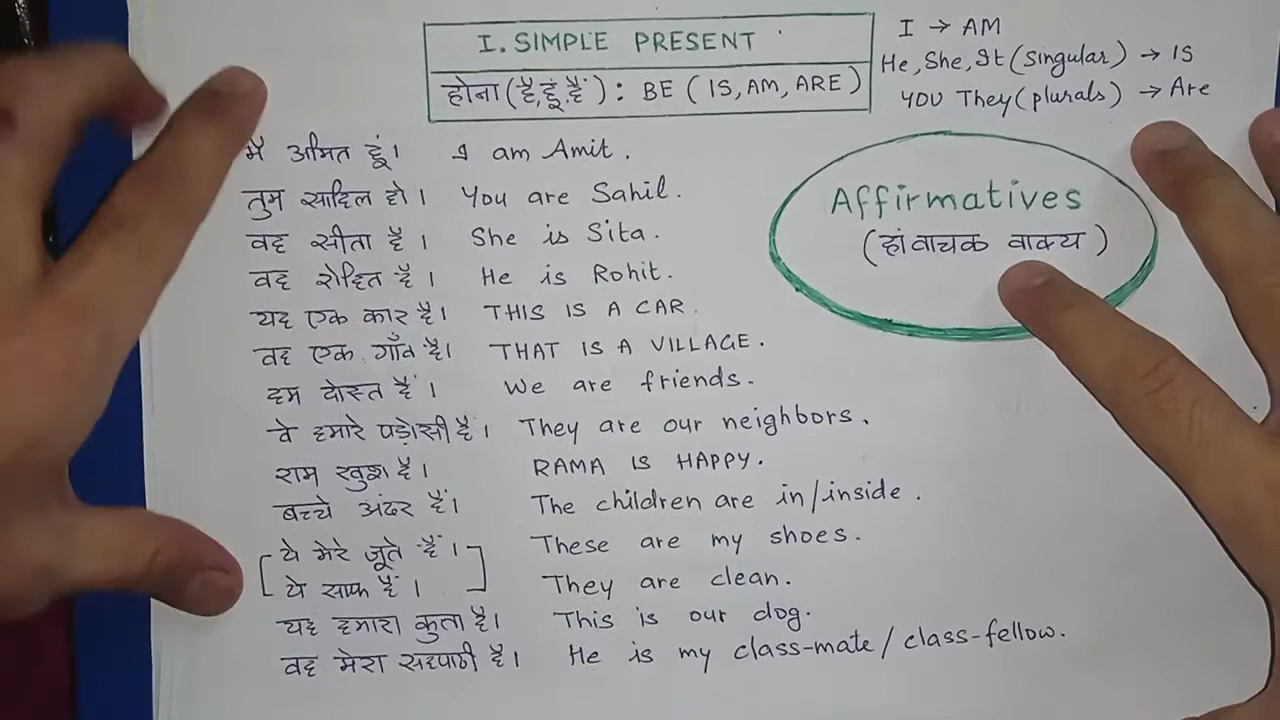 I. SIMPLE PRESENT
होना (है, हूं, हैं) : BE ( IS, AM, ARE )
I → AM
He, She, It (singular) → IS
YOU They (plurals) → Are
Affirmatives
(हांवाचक वाक्य)
मै अमित हूं। I am Amit.
तुम साहिल हो। You are Sahil.
वह सीता है। She is Sita.
वह रोहित है। He is Rohit.
यह एक कार है। THIS IS A CAR.
वह एक गाँव है। THAT IS A VILLAGE.
हम दोस्त हैं। We are friends.
वे हमारे पड़ोसी हैं। They are our neighbors.
राम खुश है। RAMA IS HAPPY.
बच्चे अंदर हैं। The children are in/inside.
ये मेरे जूते हैं। These are my shoes.
ये साफ हैं। They are clean.
यह हमारा कुता है। This is our dog.
वह मेरा सहपाठी है। He is my class-mate/class-fellow.